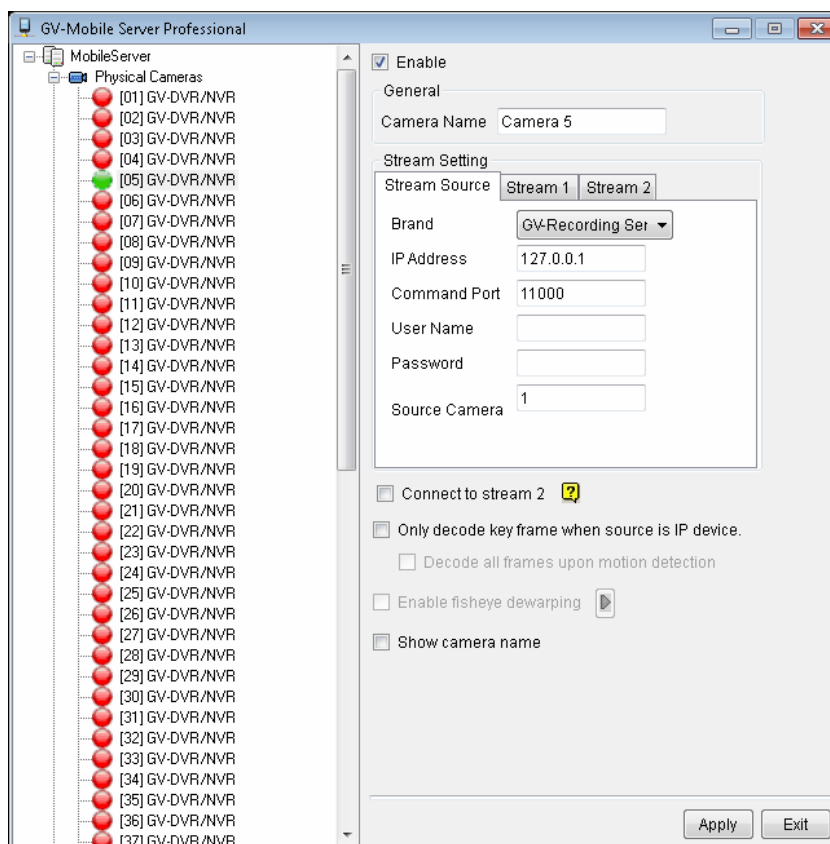 GV-Mobile Server Professional
MobileServer
Physical Cameras
[01] GV-DVR/NVR
[02] GV-DVR/NVR
[03] GV-DVR/NVR
[04] GV-DVR/NVR
[05] GV-DVR/NVR
[06] GV-DVR/NVR
[07] GV-DVR/NVR
[08] GV-DVR/NVR
[09] GV-DVR/NVR
[10] GV-DVR/NVR
[11] GV-DVR/NVR
[12] GV-DVR/NVR
[13] GV-DVR/NVR
[14] GV-DVR/NVR
[15] GV-DVR/NVR
[16] GV-DVR/NVR
[17] GV-DVR/NVR
[18] GV-DVR/NVR
[19] GV-DVR/NVR
[20] GV-DVR/NVR
[21] GV-DVR/NVR
[22] GV-DVR/NVR
[23] GV-DVR/NVR
[24] GV-DVR/NVR
[25] GV-DVR/NVR
[26] GV-DVR/NVR
[27] GV-DVR/NVR
[28] GV-DVR/NVR
[29] GV-DVR/NVR
[30] GV-DVR/NVR
[31] GV-DVR/NVR
[32] GV-DVR/NVR
[33] GV-DVR/NVR
[34] GV-DVR/NVR
[35] GV-DVR/NVR
[36] GV-DVR/NVR
[37] GV-DVR/NVR
Enable
General
Camera Name Camera 5
Stream Setting
Stream Source Stream 1 Stream 2
Brand GV-Recording Ser
IP Address 127.0.0.1
Command Port 11000
User Name
Password
Source Camera 1
Connect to stream 2 ?
Only decode key frame when source is IP device.
Decode all frames upon motion detection
Enable fisheye dewarping
Show camera name
Apply Exit